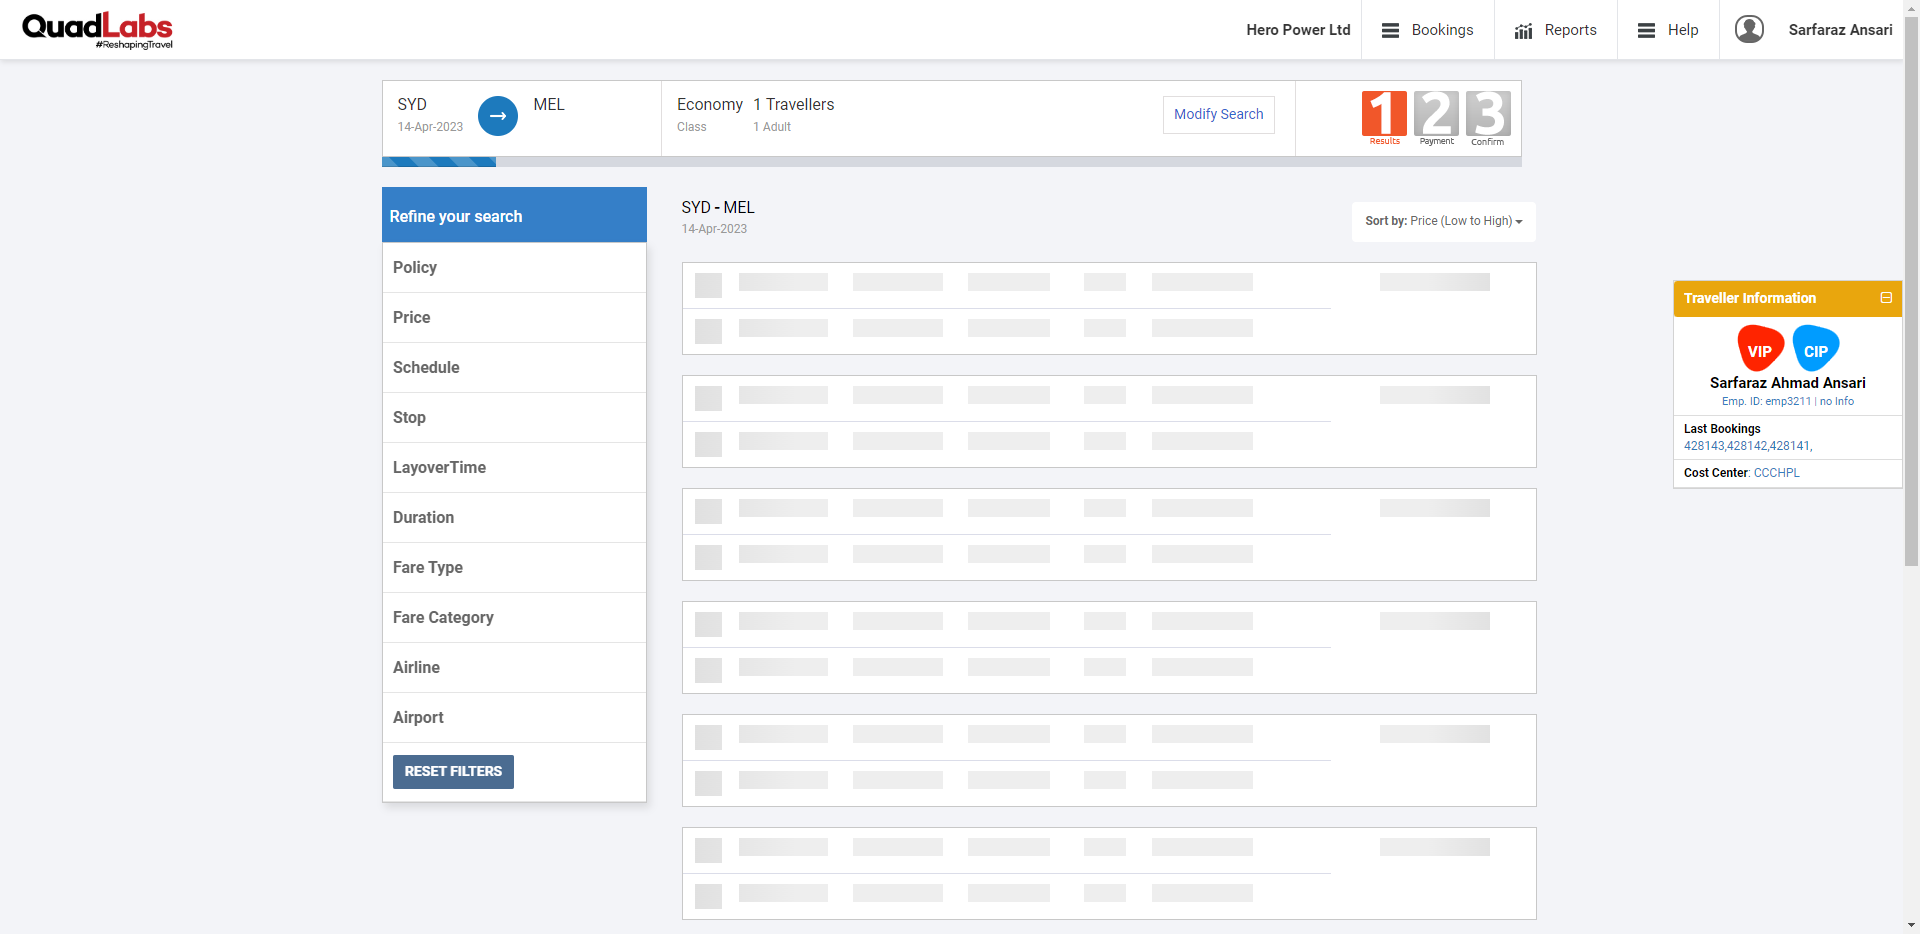 QuadLabs
#ReshapingTravel
Hero Power Ltd
Bookings
Reports
Help
Sarfaraz Ansari
SYD
14-Apr-2023
MEL
Economy
Class
1 Travellers
1 Adult
Modify Search
1
Results
2
Payment
3
Confirm
Refine your search
Policy
Price
Schedule
Stop
LayoverTime
Duration
Fare Type
Fare Category
Airline
Airport
RESET FILTERS
SYD - MEL
14-Apr-2023
Sort by: Price (Low to High)
Traveller Information
VIP
CIP
Sarfaraz Ahmad Ansari
Emp. ID: emp3211 | no Info
Last Bookings
428143,428142,428141,
Cost Center: CCCHPL